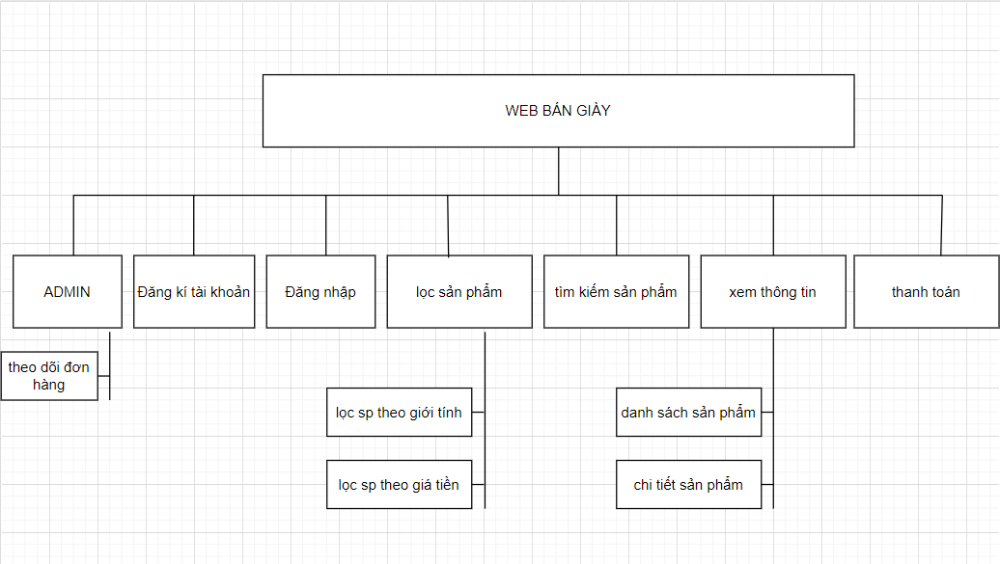 WEB BÁN GIÀY
ADMIN
Đăng kí tài khoản
Đăng nhập
lọc sản phẩm
tìm kiếm sản phẩm
xem thông tin
thanh toán
theo dõi đơn
hàng
lọc sp theo giới tính
danh sách sản phẩm
lọc sp theo giá tiền
chi tiết sản phẩm